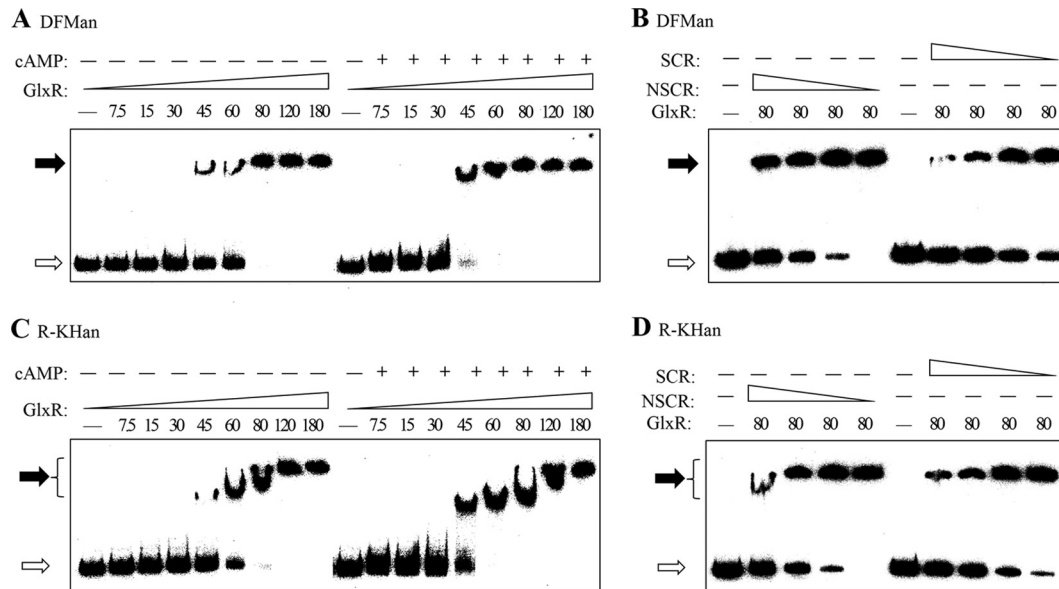 A DFMan
cAMP: — — — — — — — — — — + + + + + + + +
GlxR:
— 7.5 15 30 45 60 80 120 180 — 7.5 15 30 45 60 80 120 180
B DFMan
SCR: — — — — — —
NSCR: — — — — — —
GlxR: — 80 80 80 80 — 80 80 80 80
C R-KHan
cAMP: — — — — — — — — — — + + + + + + + +
GlxR:
— 7.5 15 30 45 60 80 120 180 — 7.5 15 30 45 60 80 120 180
D R-KHan
SCR: — — — — — —
NSCR: — — — — — —
GlxR: — 80 80 80 80 — 80 80 80 80